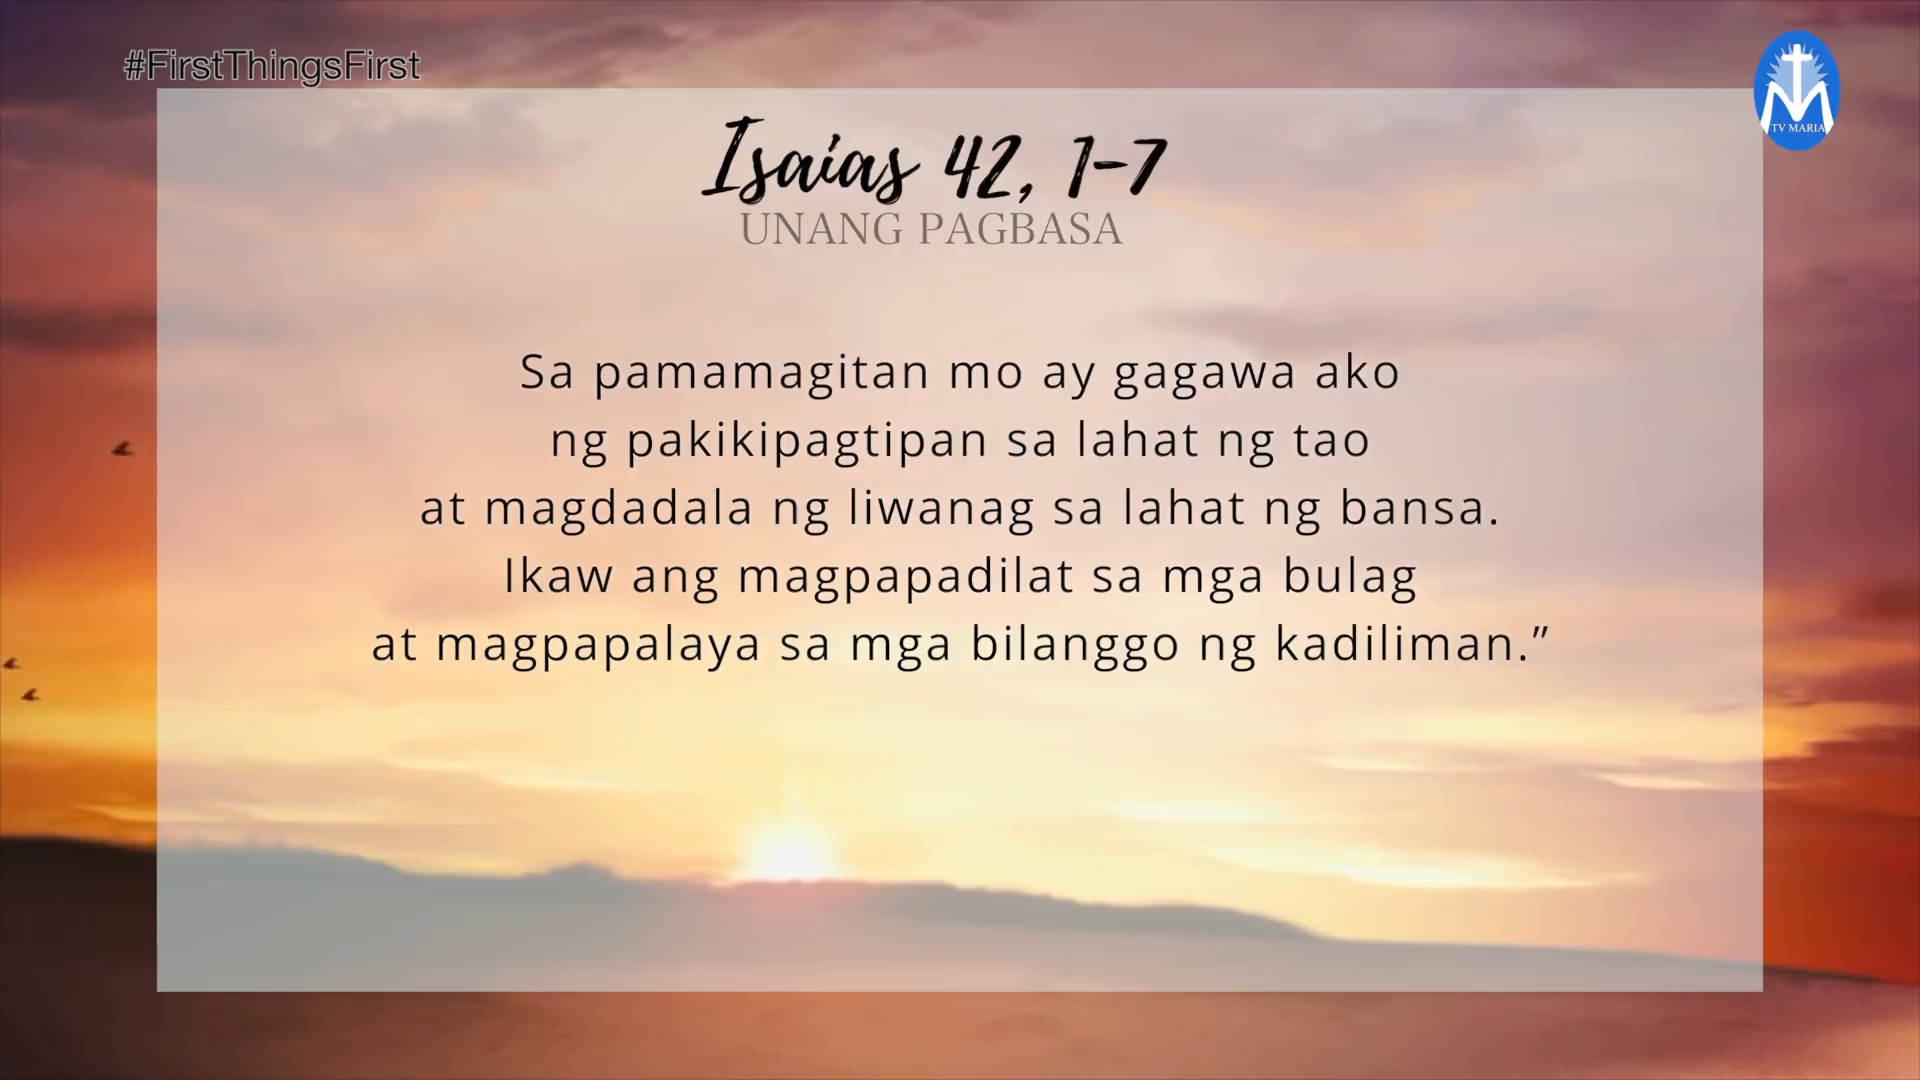 #FirstThingsFirst
TV MARIA
Isaias 42, 1-7
UNANG PAGBASA
Sa pamamagitan mo ay gagawa ako
ng pakikipagtipan sa lahat ng tao
at magdadala ng liwanag sa lahat ng bansa.
Ikaw ang magpapadilat sa mga bulag
at magpapalaya sa mga bilanggo ng kadiliman.”